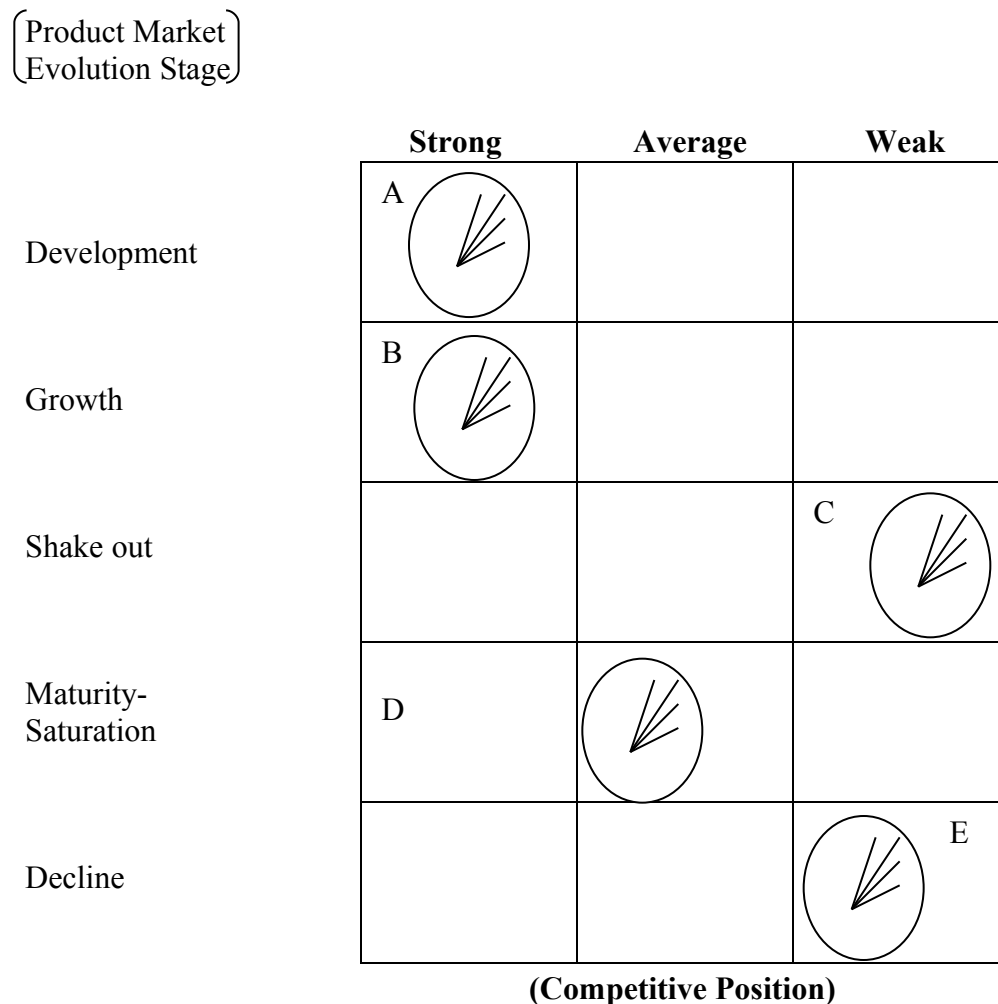 Product Market
Evolution Stage
Strong Average Weak
A
Development
B
Growth
C
Shake out
Maturity-
Saturation
D
E
Decline
(Competitive Position)